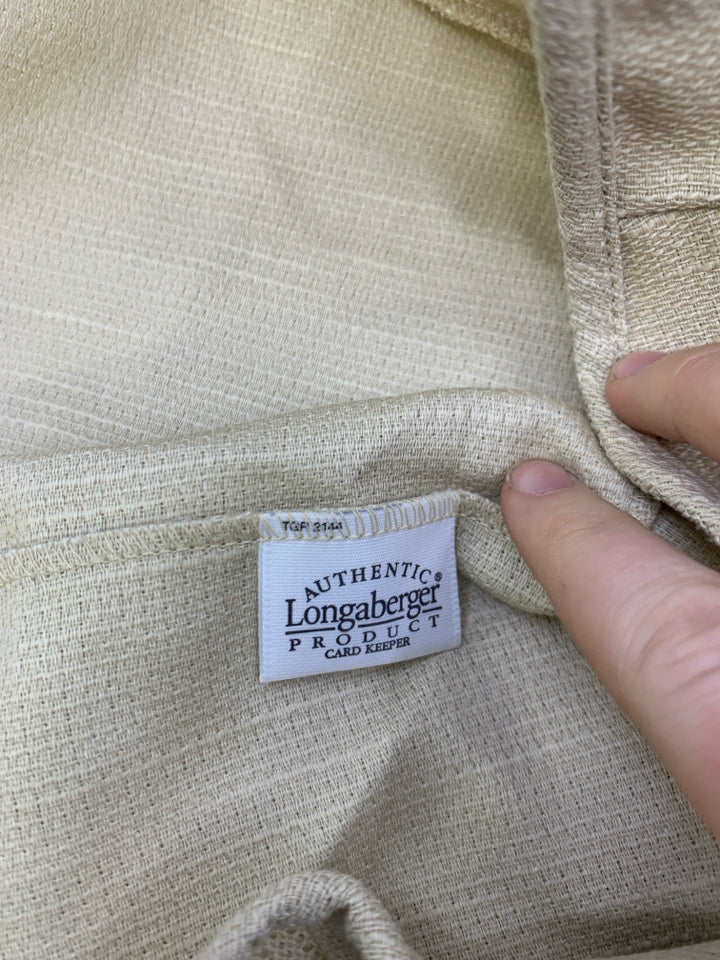 AUTHENTIC®
Longaberger
PRODUCT
CARD KEEPER